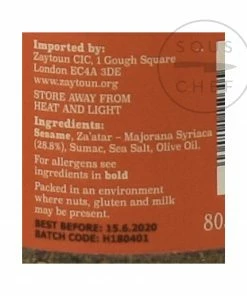 Imported by:
Zaytoun CIC, 1 Gough Square
London EC4A 3DE
www.zaytoun.org
STORE AWAY FROM
HEAT AND LIGHT
Ingredients:
Sesame, Za'atar – Majorana Syriaca
(28.8%), Sumac, Sea Salt, Olive Oil.
For allergens see
ingredients in bold
Packed in an environment
where nuts, gluten and milk
may be present.
BEST BEFORE: 15.6.2020
BATCH CODE: H180401
80
SOUS
CHEF